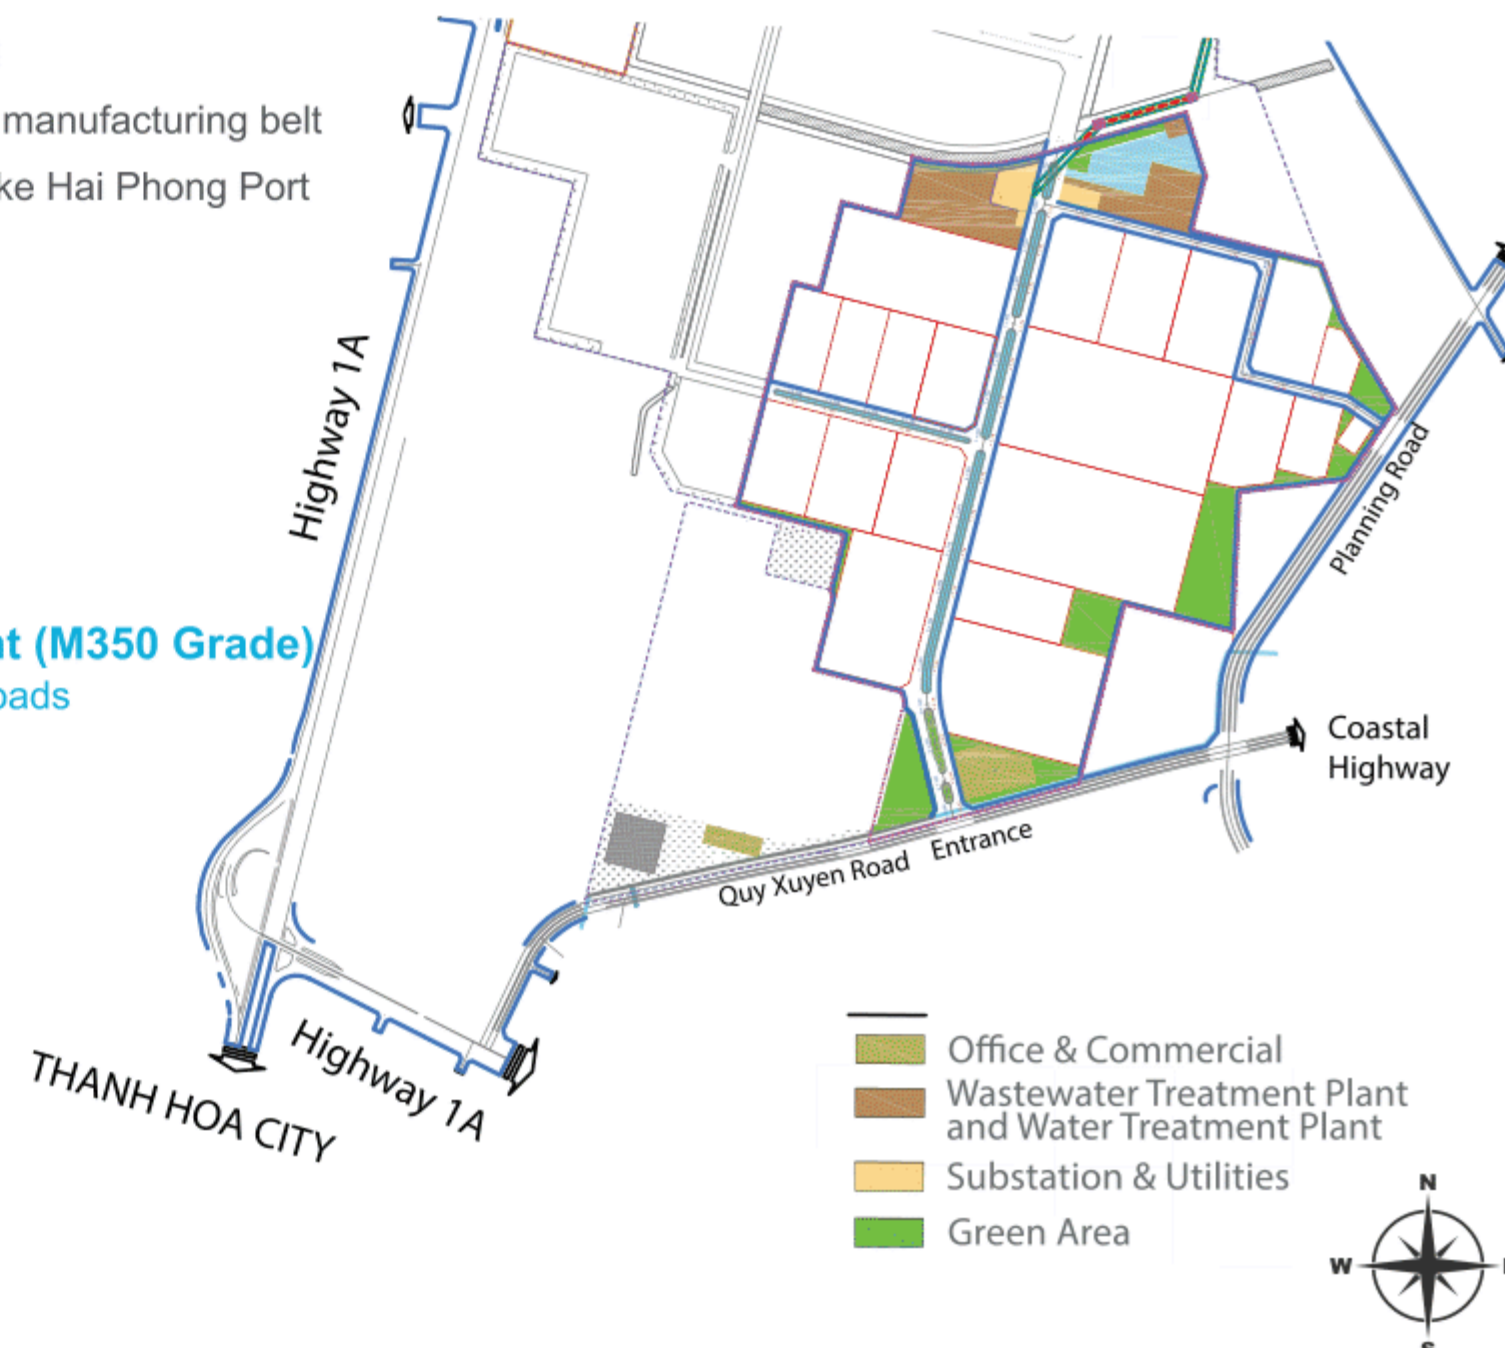 manufacturing belt
ke Hai Phong Port
Highway 1A
t (M350 Grade)
oads
Planning Road
Coastal
Highway
Entrance
Quy Xuyen Road
Highway 1A
THANH HOA CITY
Office & Commercial
Wastewater Treatment Plant
and Water Treatment Plant
Substation & Utilities
Green Area
N
W
S